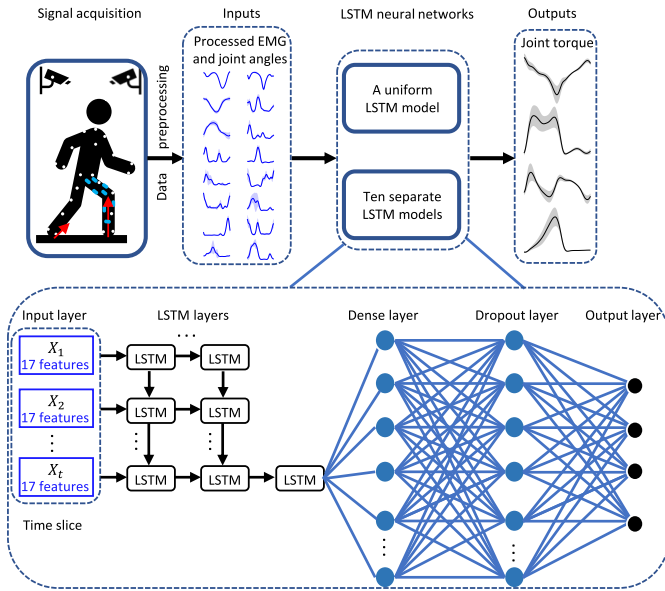 Signal acquisition
Inputs
LSTM neural networks
Outputs
Data preprocessing
Processed EMG
and joint angles
A uniform
LSTM model
Ten separate
LSTM models
Joint torque
Input layer
LSTM layers
Dense layer
Dropout layer
Output layer
. . .
X₁
17 features
LSTM
LSTM
X₂
17 features
LSTM
LSTM
⋮
⋮
⋮
Xₜ
17 features
LSTM
LSTM
LSTM
⋮
⋮
Time slice